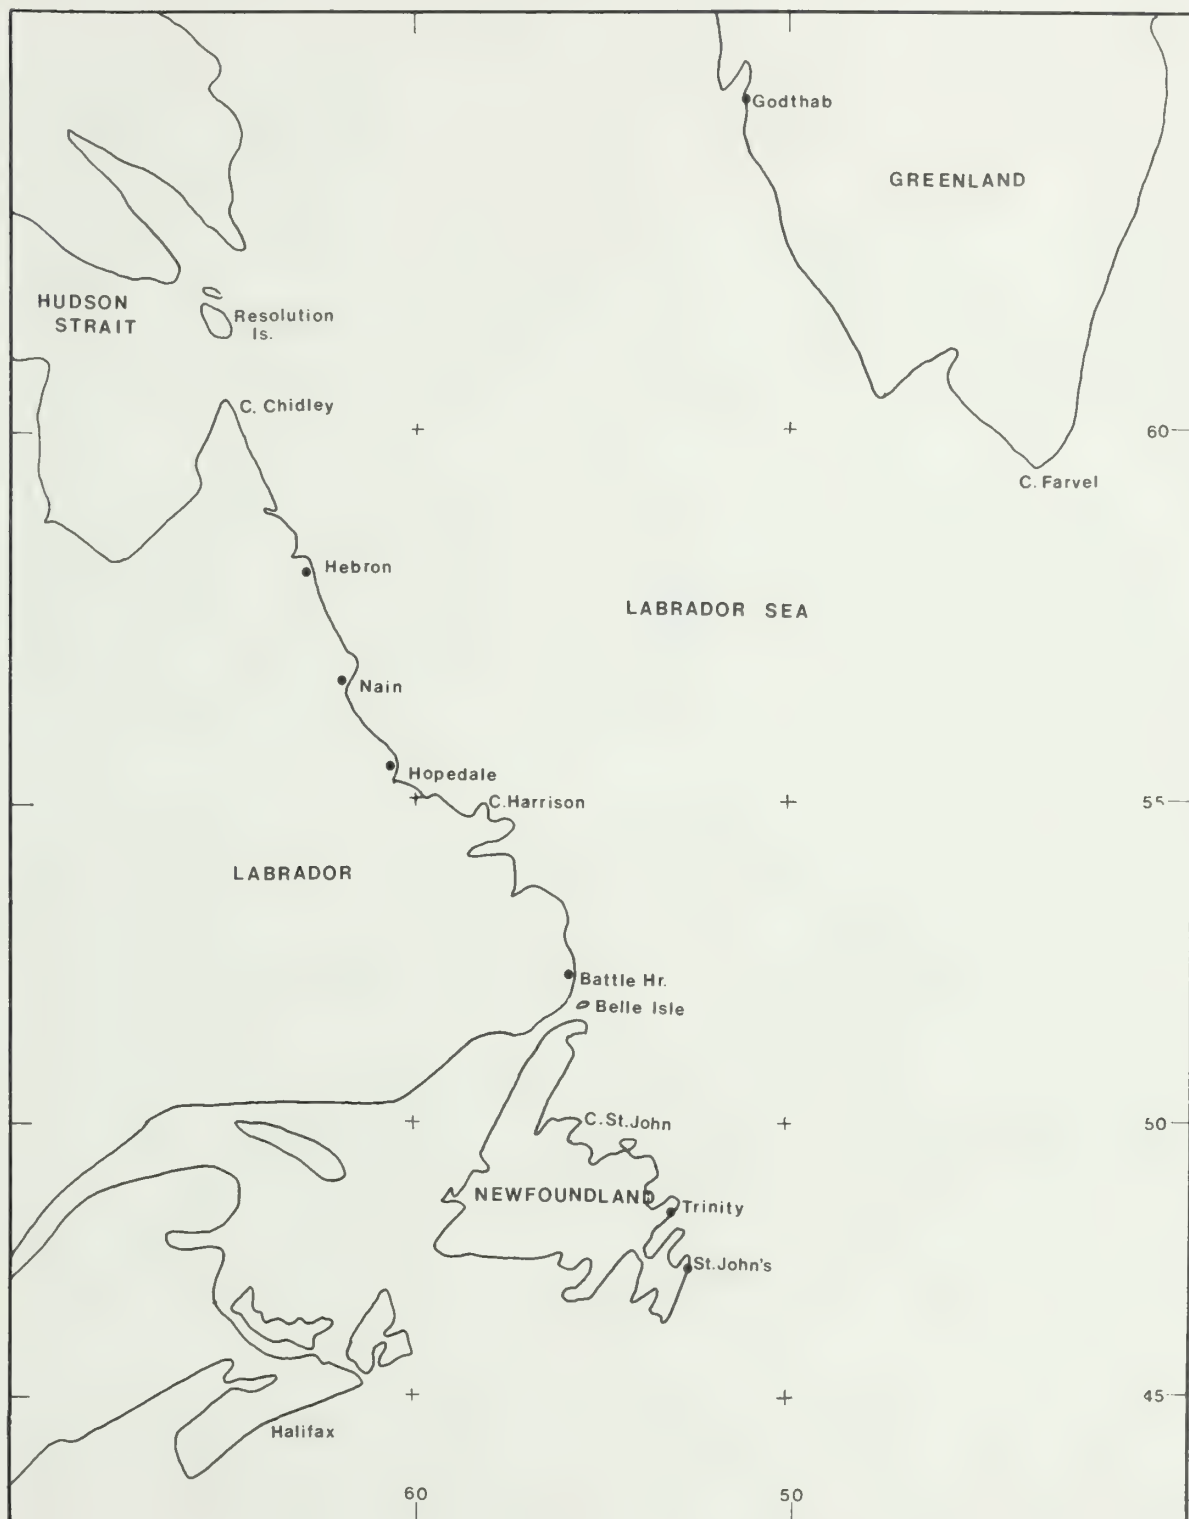 Godthab
GREENLAND
HUDSON
STRAIT
Resolution
Is.
C. Chidley
60
C. Farvel
Hebron
LABRADOR SEA
Nain
Hopedale
C.Harrison
55
LABRADOR
Battle Hr.
Belle Isle
C.St.John
50
NEWFOUNDLAND
Trinity
St.John's
45
Halifax
60
50